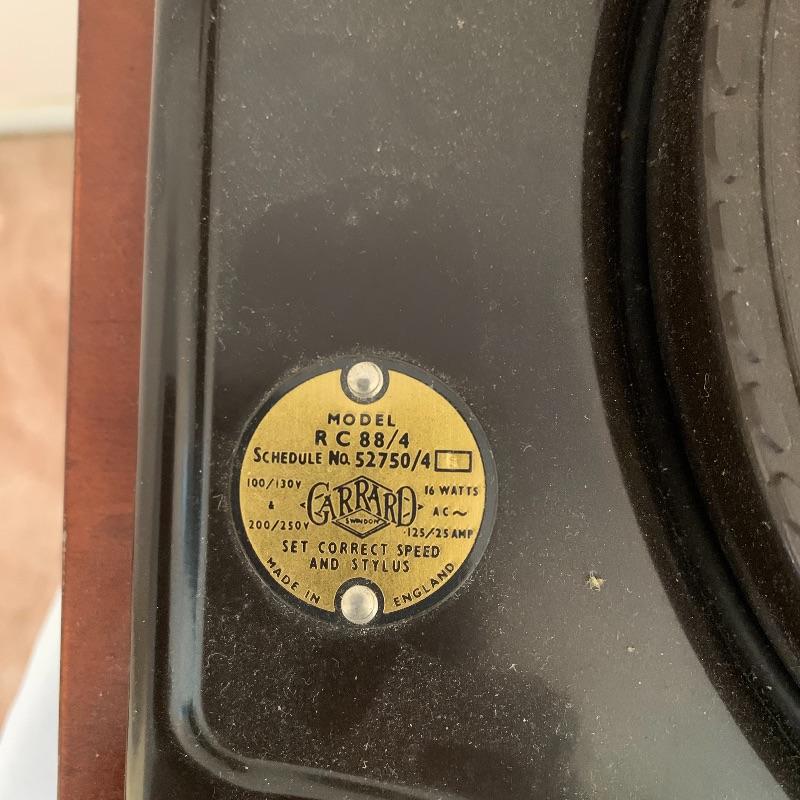 MODEL
RC 88/4
SCHEDULE NO. 52750/4
100/130V & 200/250V
GARRARD
SWINDON
16 WATTS
AC~
.125/25 AMP
SET CORRECT SPEED
AND STYLUS
MADE IN ENGLAND